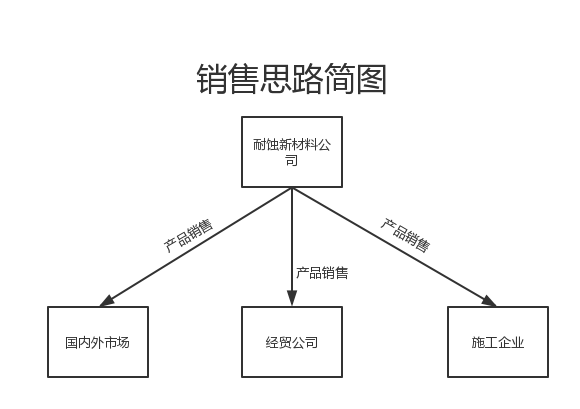 销售思路简图
耐蚀新材料公
司
产品销售
产品销售
产品销售
国内外市场
经贸公司
施工企业